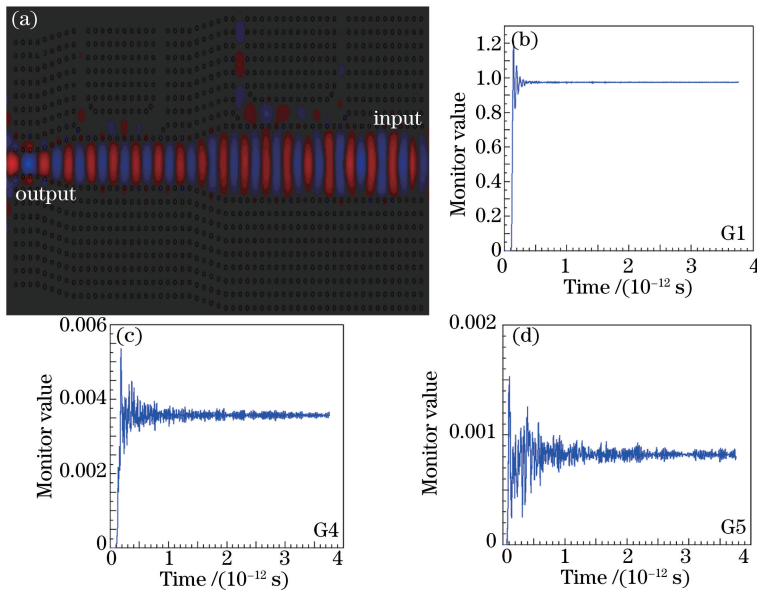 (a)
input
output
(b)
1.2
1.0
0.8
0.6
0.4
0.2
0
Monitor value
G1
0 1 2 3 4
Time /(10⁻¹² s)
(c)
0.006
0.004
0.002
0
Monitor value
G4
0 1 2 3 4
Time /(10⁻¹² s)
(d)
0.002
0.001
0
Monitor value
G5
0 1 2 3 4
Time /(10⁻¹² s)